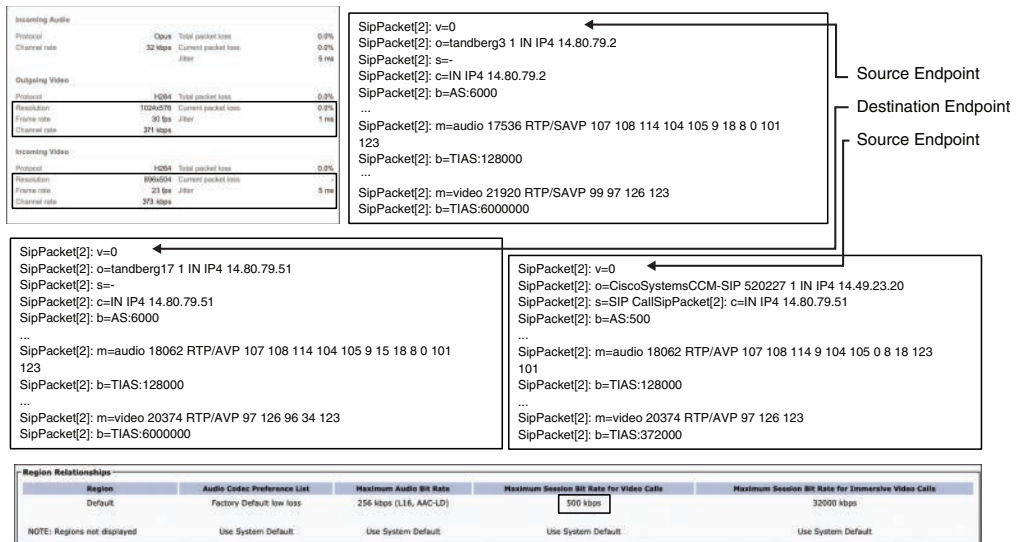 Incoming Audio
Protocol Opus Total packet loss 0.0%
Channel rate 32 kbps Current packet loss 0.0%
Jitter 5 ms
Outgoing Video
Protocol H264 Total packet loss 0.0%
Resolution 1024x576 Current packet loss 0.0%
Frame rate 30 fps Jitter 1 ms
Channel rate 371 kbps
Incoming Video
Protocol H264 Total packet loss 0.0%
Resolution 896x504 Current packet loss -
Frame rate 23 fps Jitter 5 ms
Channel rate 373 kbps
SipPacket[2]: v=0
SipPacket[2]: o=tandberg3 1 IN IP4 14.80.79.2
SipPacket[2]: s=-
SipPacket[2]: c=IN IP4 14.80.79.2
SipPacket[2]: b=AS:6000
...
SipPacket[2]: m=audio 17536 RTP/SAVP 107 108 114 104 105 9 18 8 0 101
123
SipPacket[2]: b=TIAS:128000
...
SipPacket[2]: m=video 21920 RTP/SAVP 99 97 126 123
SipPacket[2]: b=TIAS:6000000
Source Endpoint
Destination Endpoint
Source Endpoint
SipPacket[2]: v=0
SipPacket[2]: o=tandberg17 1 IN IP4 14.80.79.51
SipPacket[2]: s=-
SipPacket[2]: c=IN IP4 14.80.79.51
SipPacket[2]: b=AS:6000
...
SipPacket[2]: m=audio 18062 RTP/AVP 107 108 114 104 105 9 15 18 8 0 101
123
SipPacket[2]: b=TIAS:128000
...
SipPacket[2]: m=video 20374 RTP/AVP 97 126 96 34 123
SipPacket[2]: b=TIAS:6000000
SipPacket[2]: v=0
SipPacket[2]: o=CiscoSystemsCCM-SIP 520227 1 IN IP4 14.49.23.20
SipPacket[2]: s=SIP CallSipPacket[2]: c=IN IP4 14.80.79.51
SipPacket[2]: b=AS:500
...
SipPacket[2]: m=audio 18062 RTP/AVP 107 108 114 9 104 105 0 8 18 123
101
SipPacket[2]: b=TIAS:128000
...
SipPacket[2]: m=video 20374 RTP/AVP 97 126 123
SipPacket[2]: b=TIAS:372000
Region Relationships
Region Audio Codec Preference List Maximum Audio Bit Rate Maximum Session Bit Rate for Video Calls Maximum Session Bit Rate for Immersive Video Calls
Default Factory Default low loss 256 kbps (L16, AAC-LD) 500 kbps 32000 kbps
NOTE: Regions not displayed Use System Default Use System Default Use System Default Use System Default